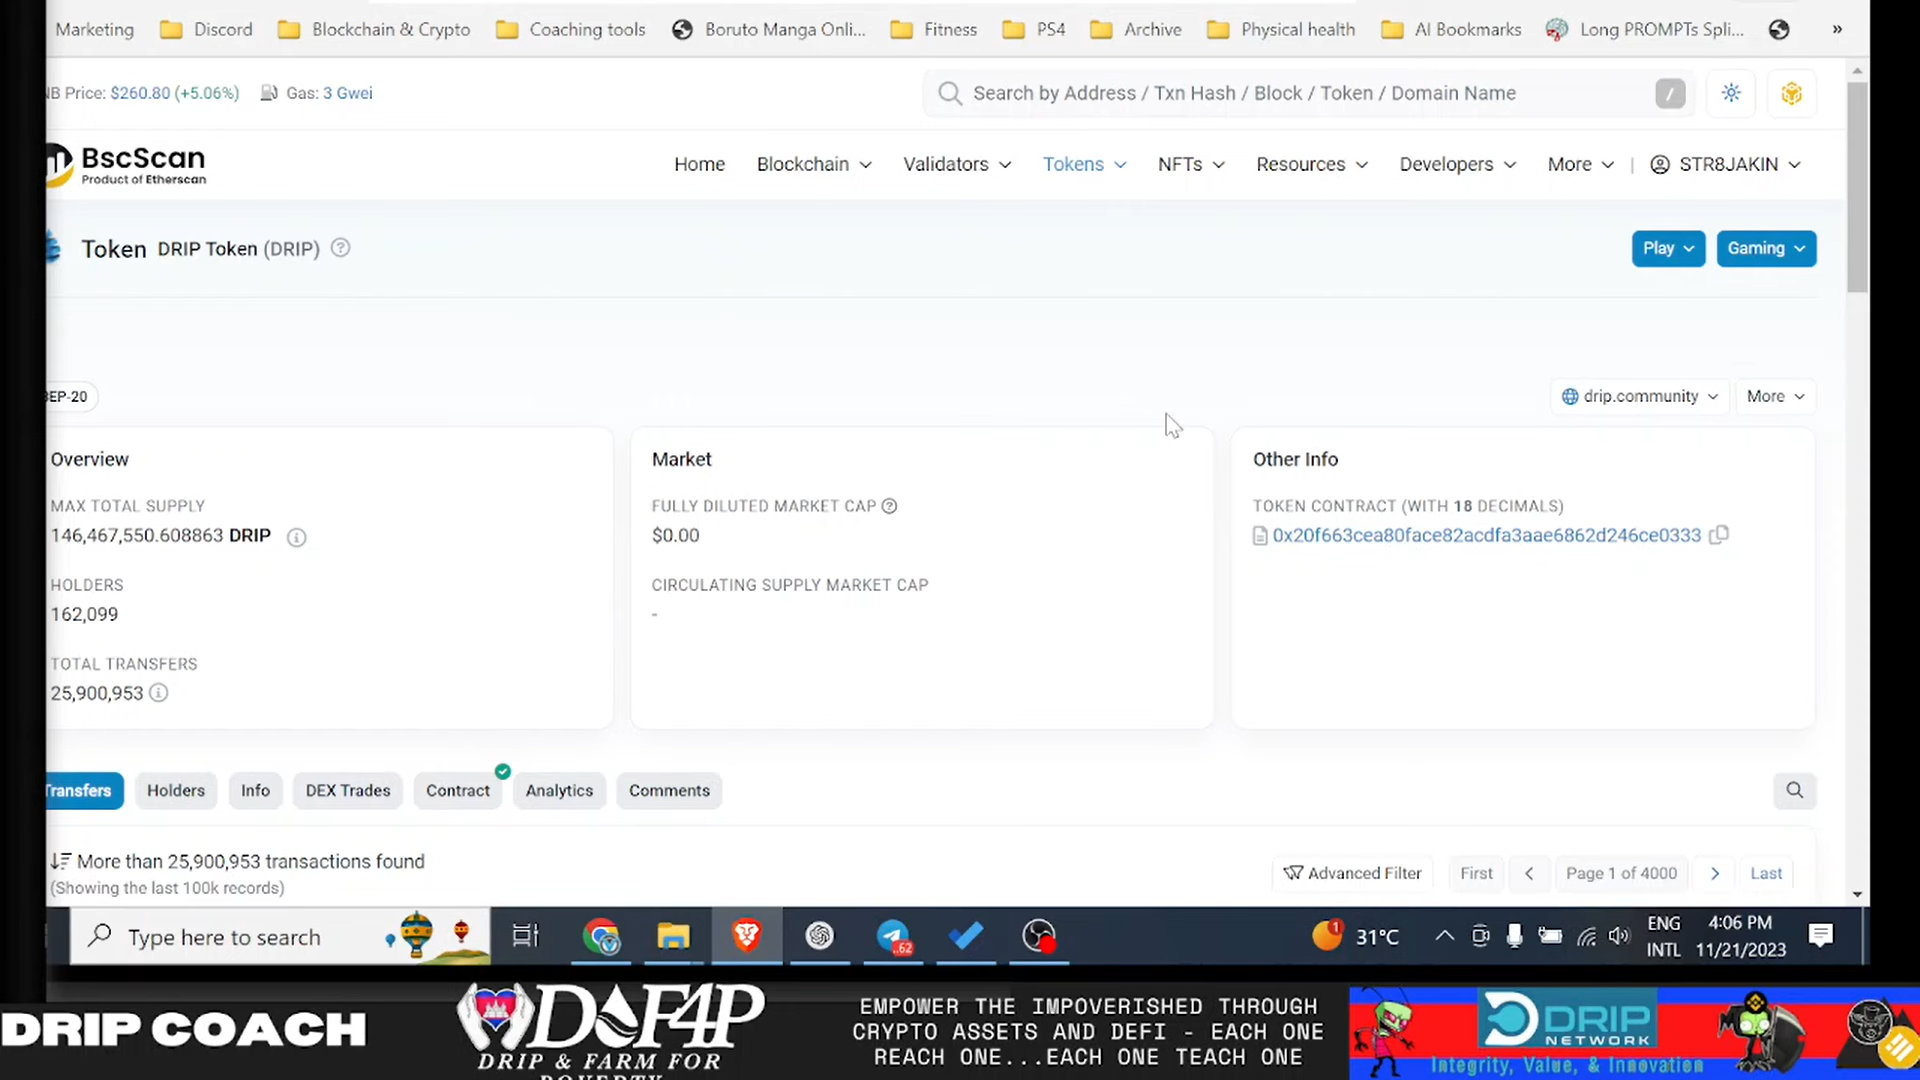 Marketing Discord Blockchain & Crypto Coaching tools Boruto Manga Onli... Fitness PS4 Archive Physical health AI Bookmarks Long PROMPTs Spli... »
NB Price: $260.80 (+5.06%) Gas: 3 Gwei Search by Address / Txn Hash / Block / Token / Domain Name /
BscScan
Product of Etherscan
Home Blockchain Validators Tokens NFTs Resources Developers More | STR8JAKIN
Token DRIP Token (DRIP) Play Gaming
BEP-20 drip.community More
Overview
MAX TOTAL SUPPLY
146,467,550.608863 DRIP
HOLDERS
162,099
TOTAL TRANSFERS
25,900,953
Market
FULLY DILUTED MARKET CAP
$0.00
CIRCULATING SUPPLY MARKET CAP
-
Other Info
TOKEN CONTRACT (WITH 18 DECIMALS)
0x20f663cea80face82acdfa3aae6862d246ce0333
Transfers Holders Info DEX Trades Contract Analytics Comments
More than 25,900,953 transactions found
(Showing the last 100k records)
Advanced Filter First Page 1 of 4000 Last
Type here to search
.62
1 31°C
ENG
INTL
4:06 PM
11/21/2023
DRIP COACH
DOF4P
DRIP & FARM FOR
POVERTY
EMPOWER THE IMPOVERISHED THROUGH
CRYPTO ASSETS AND DEFI - EACH ONE
REACH ONE...EACH ONE TEACH ONE
DRIP
NETWORK
Integrity, Value, & Innovation